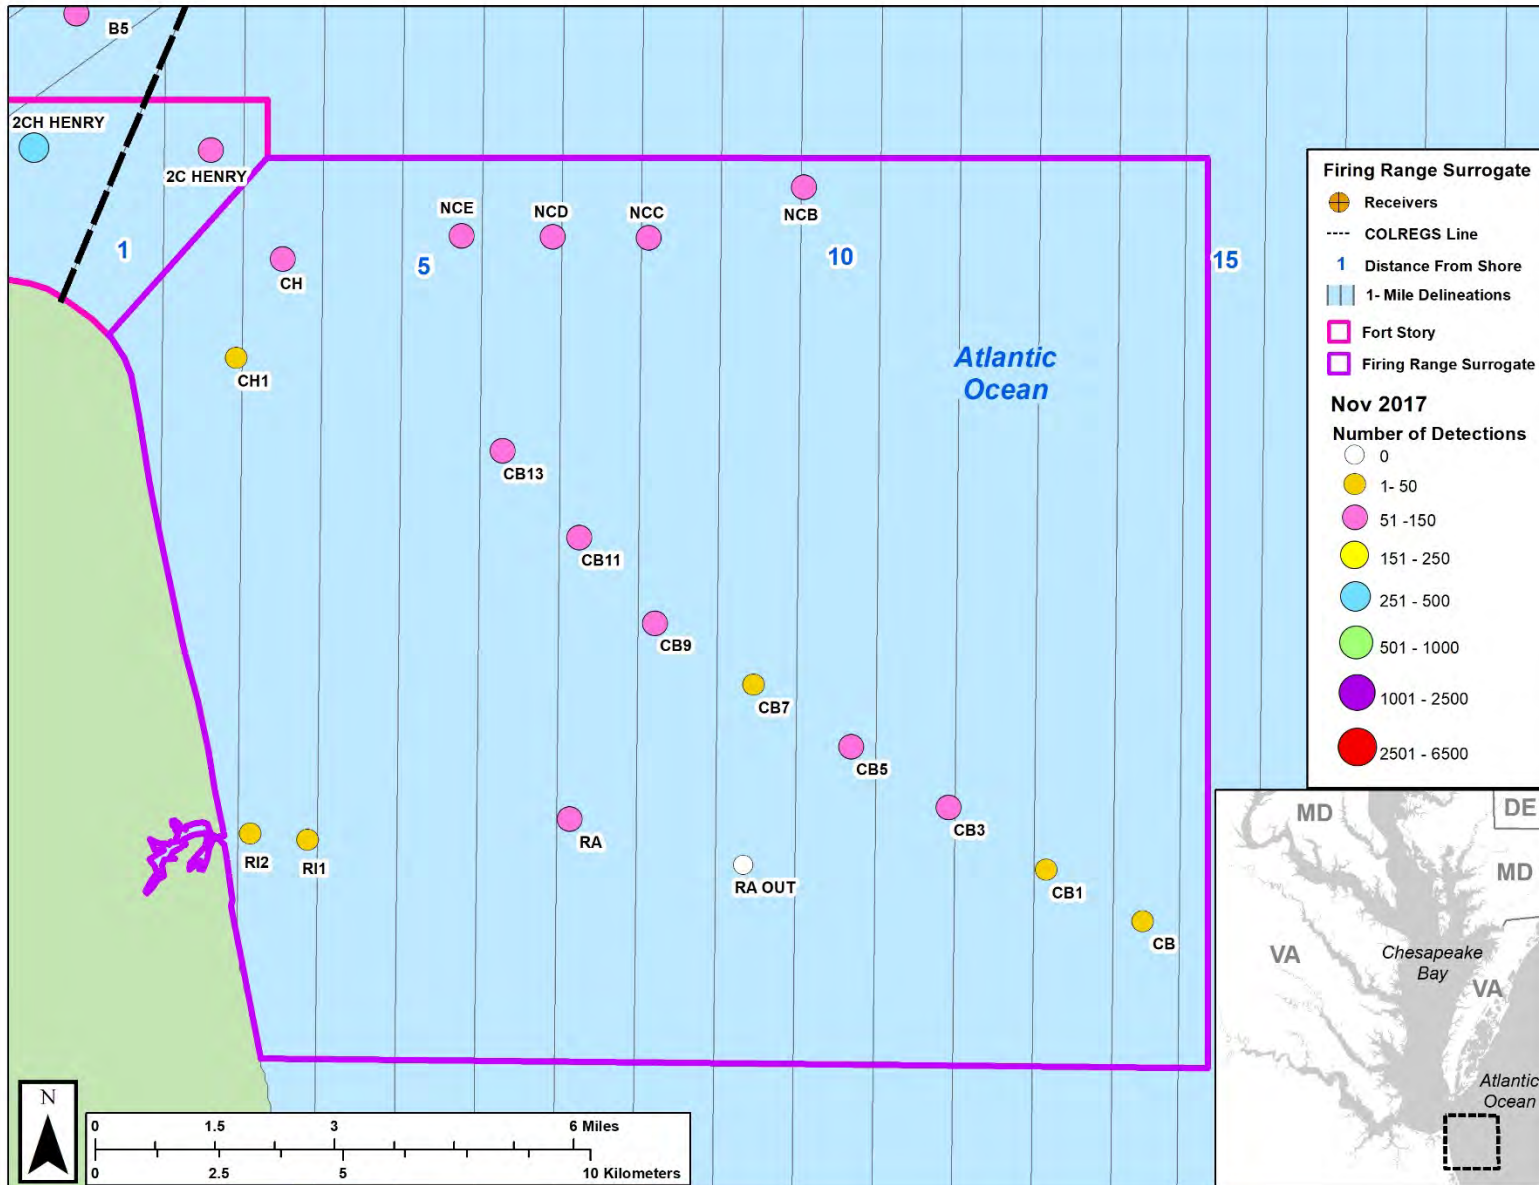 B5
2CH HENRY
2C HENRY
1
CH
5
NCE
NCD
NCC
NCB
10
15
CH1
Atlantic
Ocean
CB13
CB11
CB9
CB7
CB5
CB3
RA
RI2
RI1
RA OUT
CB1
CB
N
0 1.5 3 6 Miles
0 2.5 5 10 Kilometers
Firing Range Surrogate
Receivers
COLREGS Line
1 Distance From Shore
1- Mile Delineations
Fort Story
Firing Range Surrogate
Nov 2017
Number of Detections
0
1- 50
51 -150
151 - 250
251 - 500
501 - 1000
1001 - 2500
2501 - 6500
MD
DE
MD
VA
Chesapeake
Bay
VA
Atlantic
Ocean